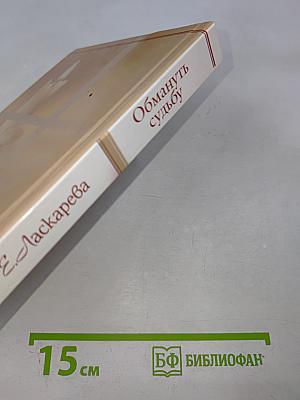 Е. Ласкарева
Обмануть
судьбу
15 см
БФ БИБЛИОФАН